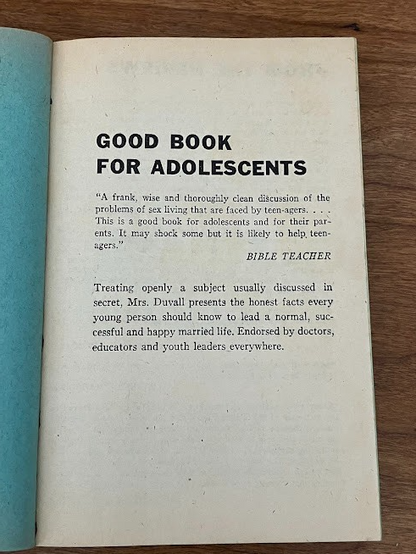 GOOD BOOK
FOR ADOLESCENTS
"A frank, wise and thoroughly clean discussion of the
problems of sex living that are faced by teen-agers. . . .
This is a good book for adolescents and for their par-
ents. It may shock some but it is likely to help teen-
agers."
BIBLE TEACHER
Treating openly a subject usually discussed in
secret, Mrs. Duvall presents the honest facts every
young person should know to lead a normal, suc-
cessful and happy married life. Endorsed by doctors,
educators and youth leaders everywhere.